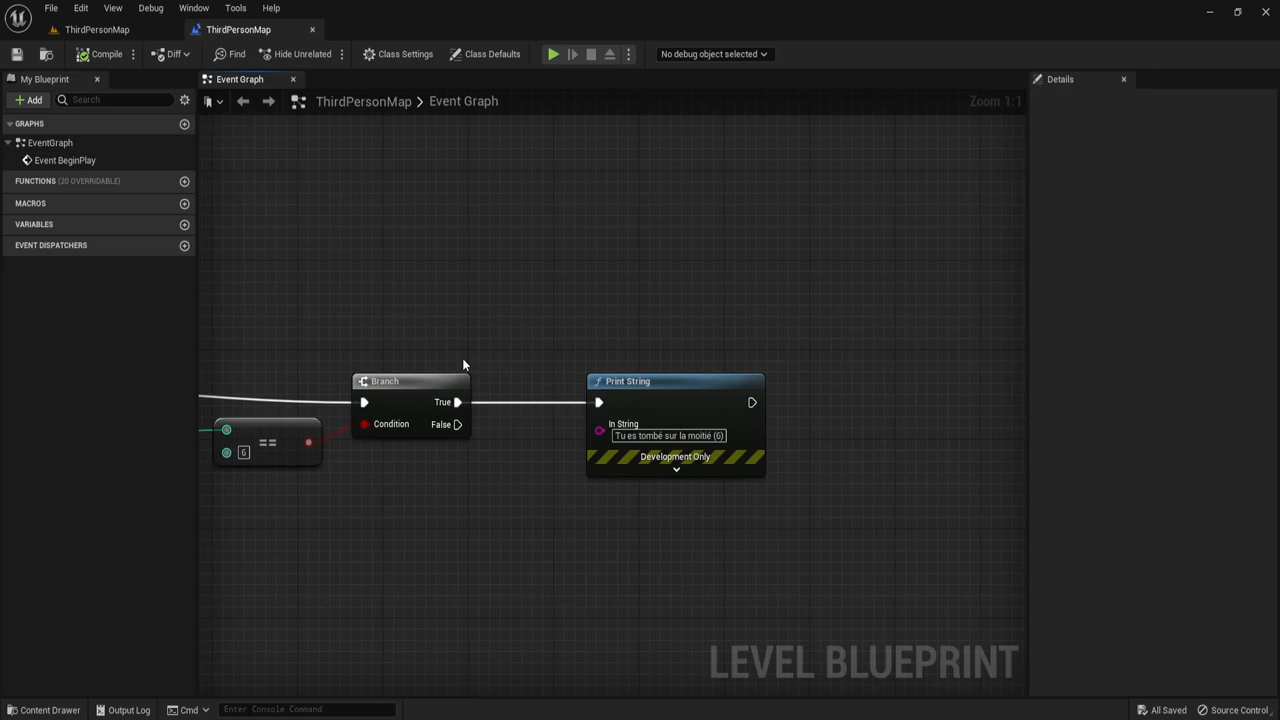 File Edit View Debug Window Tools Help
ThirdPersonMap ThirdPersonMap
Compile Diff Find Hide Unrelated Class Settings Class Defaults No debug object selected
My Blueprint Event Graph Details
Add Search ThirdPersonMap > Event Graph Zoom 1:1
GRAPHS
EventGraph
Event BeginPlay
FUNCTIONS (20 OVERRIDABLE)
MACROS
VARIABLES
EVENT DISPATCHERS
Branch
True
Condition False
==
6
Print String
In String
Tu es tombé sur la moitié (6)
Development Only
LEVEL BLUEPRINT
Content Drawer Output Log Cmd Enter Console Command All Saved Source Control